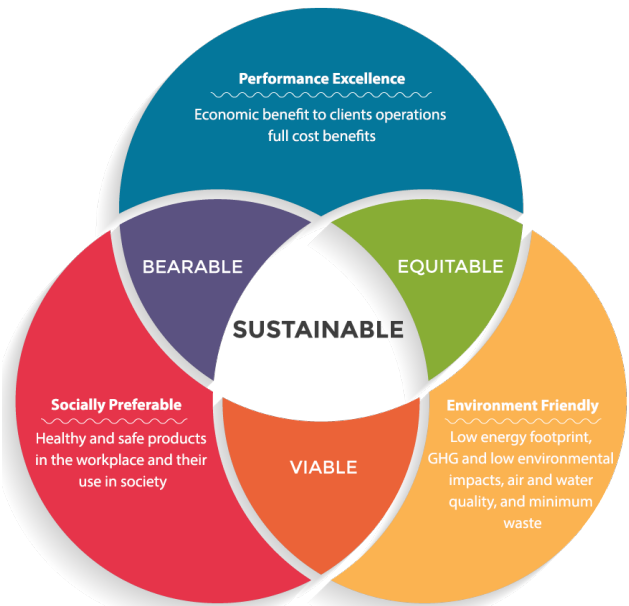 Performance Excellence
Economic benefit to clients operations
full cost benefits
BEARABLE
EQUITABLE
SUSTAINABLE
Socially Preferable
Healthy and safe products
in the workplace and their
use in society
VIABLE
Environment Friendly
Low energy footprint,
GHG and low environmental
impacts, air and water
quality, and minimum
waste